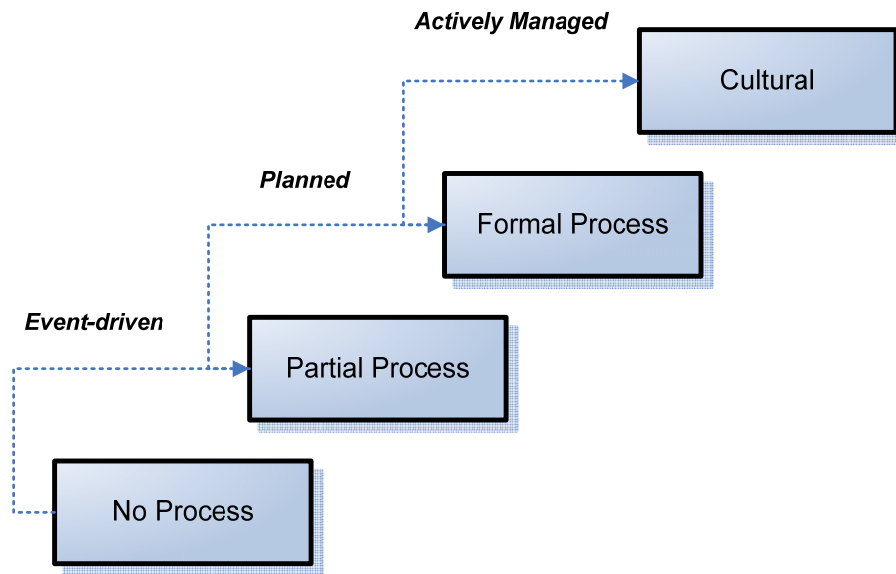 Actively Managed
Cultural
Planned
Formal Process
Event-driven
Partial Process
No Process